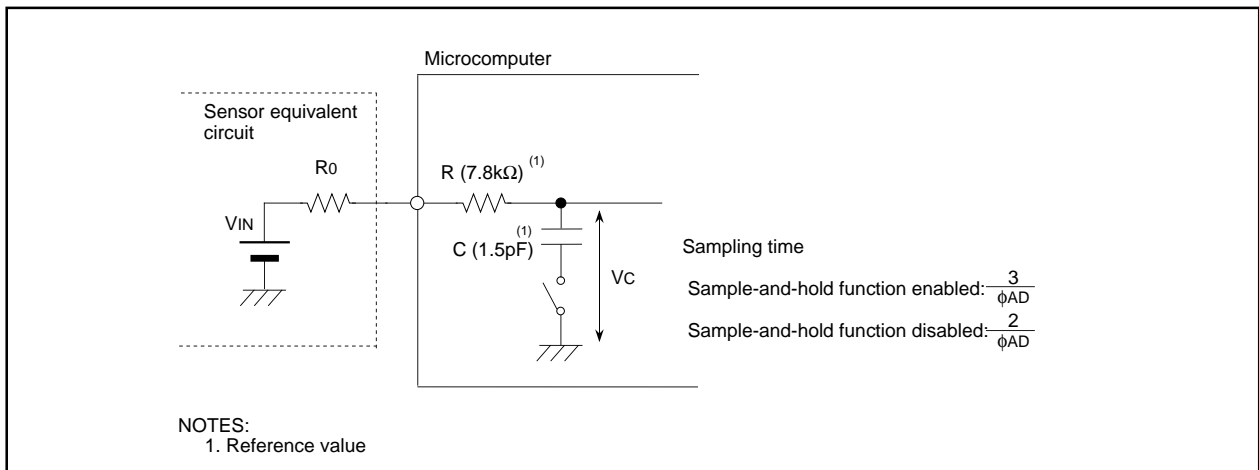 Microcomputer
Sensor equivalent
circuit
R0
R (7.8kΩ) (1)
VIN
C (1.5pF) (1)
VC
Sampling time
Sample-and-hold function enabled: 3/ϕAD
Sample-and-hold function disabled: 2/ϕAD
NOTES:
1. Reference value